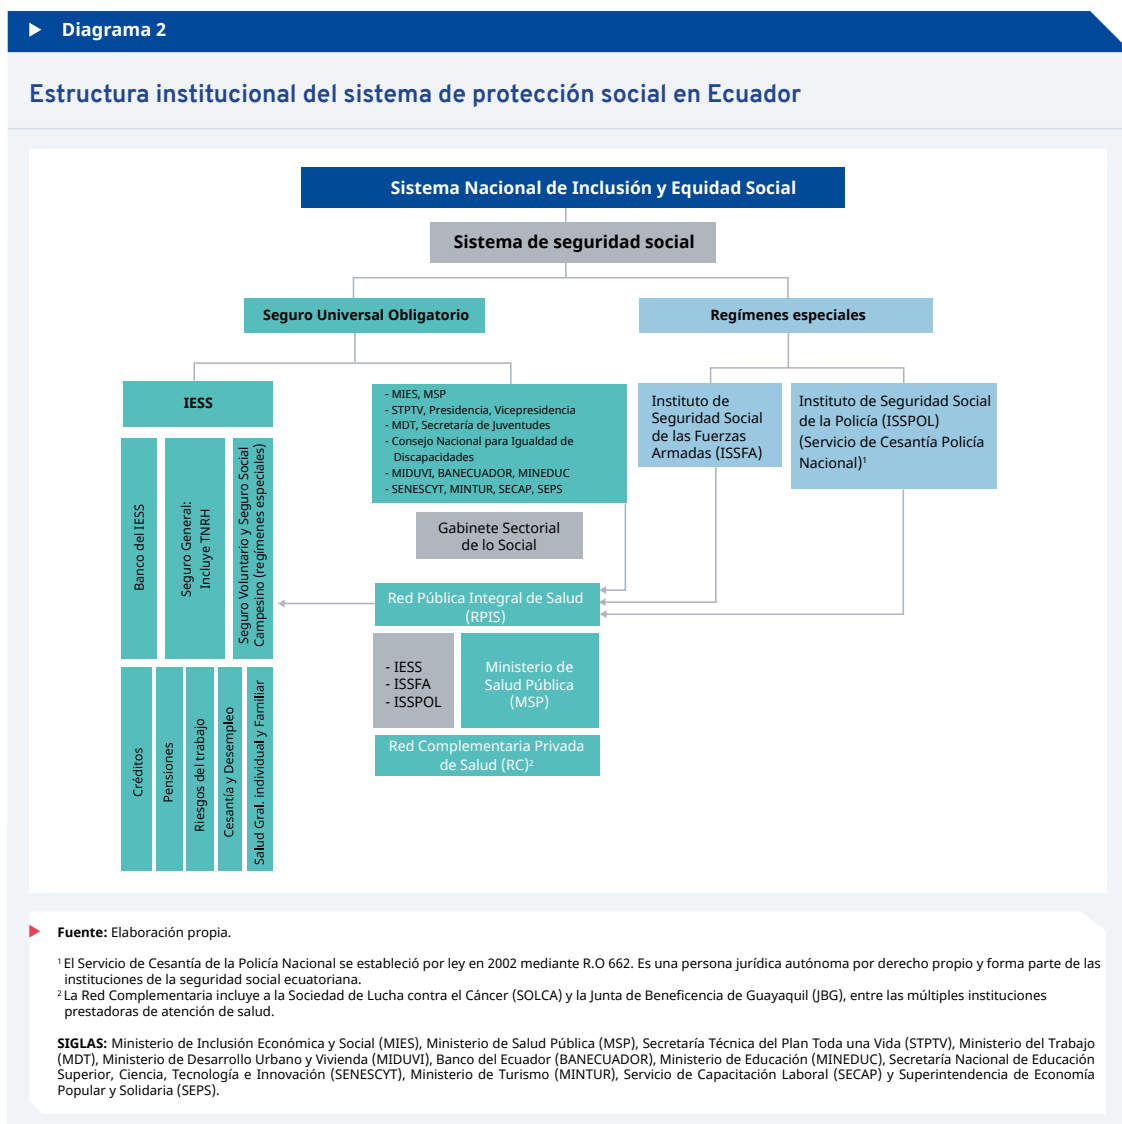 Diagrama 2
Estructura institucional del sistema de protección social en Ecuador
Sistema Nacional de Inclusión y Equidad Social
Sistema de seguridad social
Seguro Universal Obligatorio
Regímenes especiales
IESS
- MIES, MSP
- STPTV, Presidencia, Vicepresidencia
- MDT, Secretaría de Juventudes
- Consejo Nacional para Igualdad de
Discapacidades
- MIDUVI, BANECUADOR, MINEDUC
- SENESCYT, MINTUR, SECAP, SEPS
Instituto de
Seguridad Social
de las Fuerzas
Armadas (ISSFA)
Instituto de Seguridad Social
de la Policía (ISSPOL)
(Servicio de Cesantía Policía
Nacional)¹
Banco del IESS
Seguro General:
Incluye TNRH
Seguro Voluntario y Seguro Social
Campesino (regímenes especiales)
Gabinete Sectorial
de lo Social
Red Pública Integral de Salud
(RPIS)
- IESS
- ISSFA
- ISSPOL
Ministerio de
Salud Pública
(MSP)
Red Complementaria Privada
de Salud (RC)²
Créditos
Pensiones
Riesgos del trabajo
Cesantía y Desempleo
Salud Gral. individual y Familiar
Fuente: Elaboración propia.
¹ El Servicio de Cesantía de la Policía Nacional se estableció por ley en 2002 mediante R.O 662. Es una persona jurídica autónoma por derecho propio y forma parte de las
instituciones de la seguridad social ecuatoriana.
² La Red Complementaria incluye a la Sociedad de Lucha contra el Cáncer (SOLCA) y la Junta de Beneficencia de Guayaquil (JBG), entre las múltiples instituciones
prestadoras de atención de salud.
SIGLAS: Ministerio de Inclusión Económica y Social (MIES), Ministerio de Salud Pública (MSP), Secretaría Técnica del Plan Toda una Vida (STPTV), Ministerio del Trabajo
(MDT), Ministerio de Desarrollo Urbano y Vivienda (MIDUVI), Banco del Ecuador (BANECUADOR), Ministerio de Educación (MINEDUC), Secretaría Nacional de Educación
Superior, Ciencia, Tecnología e Innovación (SENESCYT), Ministerio de Turismo (MINTUR), Servicio de Capacitación Laboral (SECAP) y Superintendencia de Economía
Popular y Solidaria (SEPS).